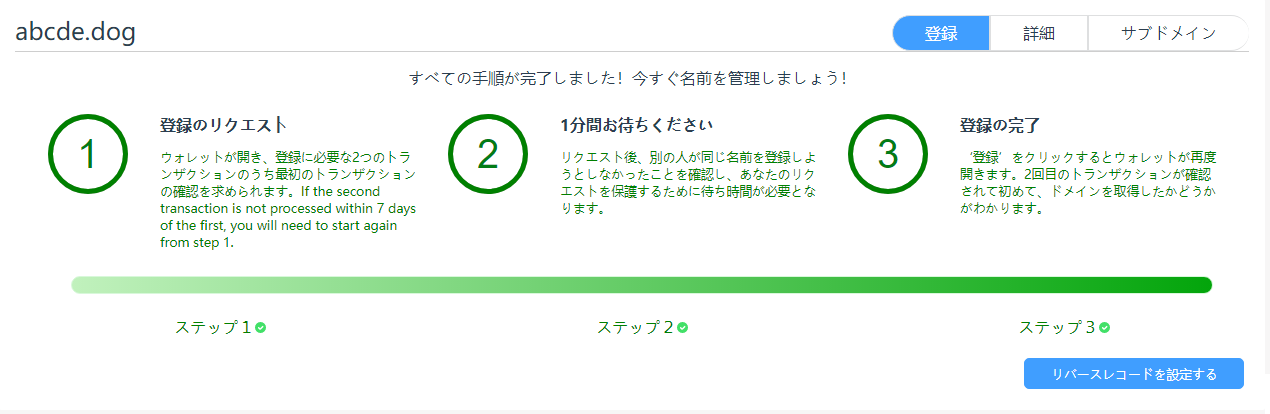 abcde.dog
登録
詳細
サブドメイン
すべての手順が完了しました！今すぐ名前を管理しましょう！
1
登録のリクエスト
ウォレットが開き、登録に必要な2つのトラ
ンザクションのうち最初のトランザクション
の確認を求められます。If the second
transaction is not processed within 7 days
of the first, you will need to start again
from step 1.
2
1分間お待ちください
リクエスト後、別の人が同じ名前を登録しよ
うとしなかったことを確認し、あなたのリク
エストを保護するために待ち時間が必要とな
ります。
3
登録の完了
‘登録’をクリックするとウォレットが再度
開きます。2回目のトランザクションが確認
されて初めて、ドメインを取得したかどうか
がわかります。
ステップ 1
ステップ 2
ステップ 3
リバースレコードを設定する